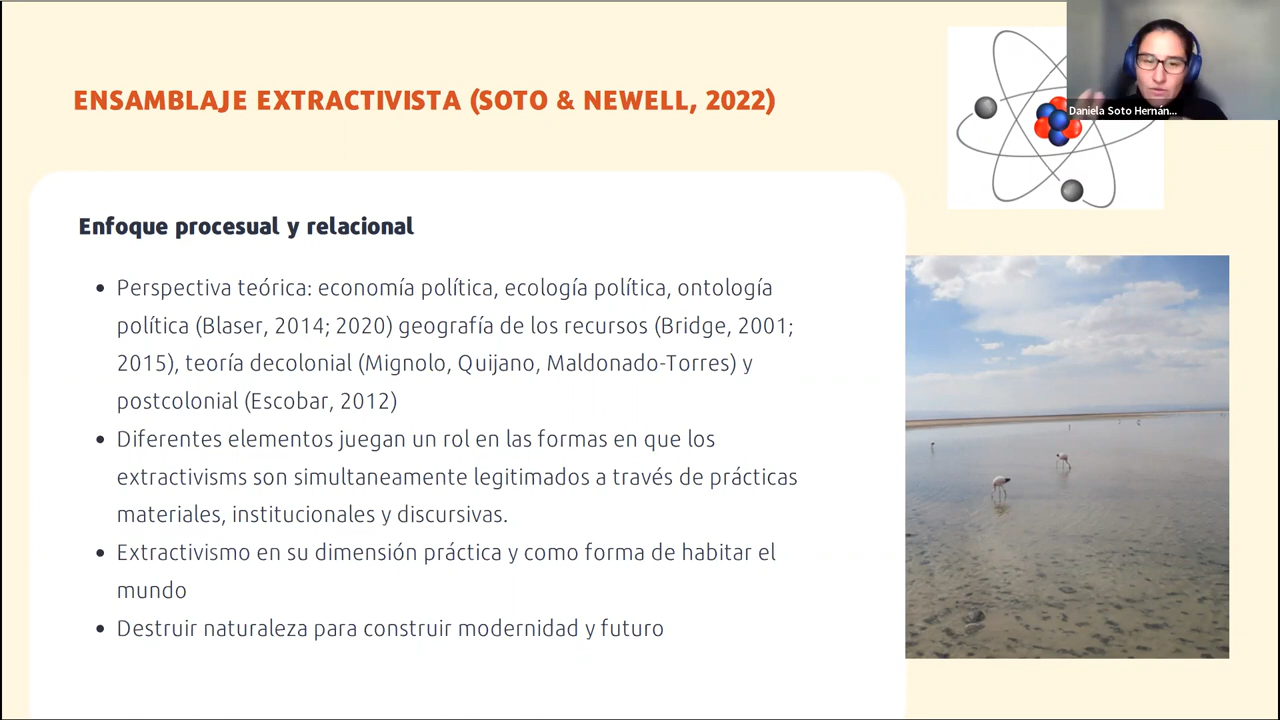 ENSAMBLAJE EXTRACTIVISTA (SOTO & NEWELL, 2022)
Daniela Soto Hernán...
Enfoque procesual y relacional
• Perspectiva teórica: economía política, ecología política, ontología
política (Blaser, 2014; 2020) geografía de los recursos (Bridge, 2001;
2015), teoría decolonial (Mignolo, Quijano, Maldonado-Torres) y
postcolonial (Escobar, 2012)
• Diferentes elementos juegan un rol en las formas en que los
extractivisms son simultaneamente legitimados a través de prácticas
materiales, institucionales y discursivas.
• Extractivismo en su dimensión práctica y como forma de habitar el
mundo
• Destruir naturaleza para construir modernidad y futuro